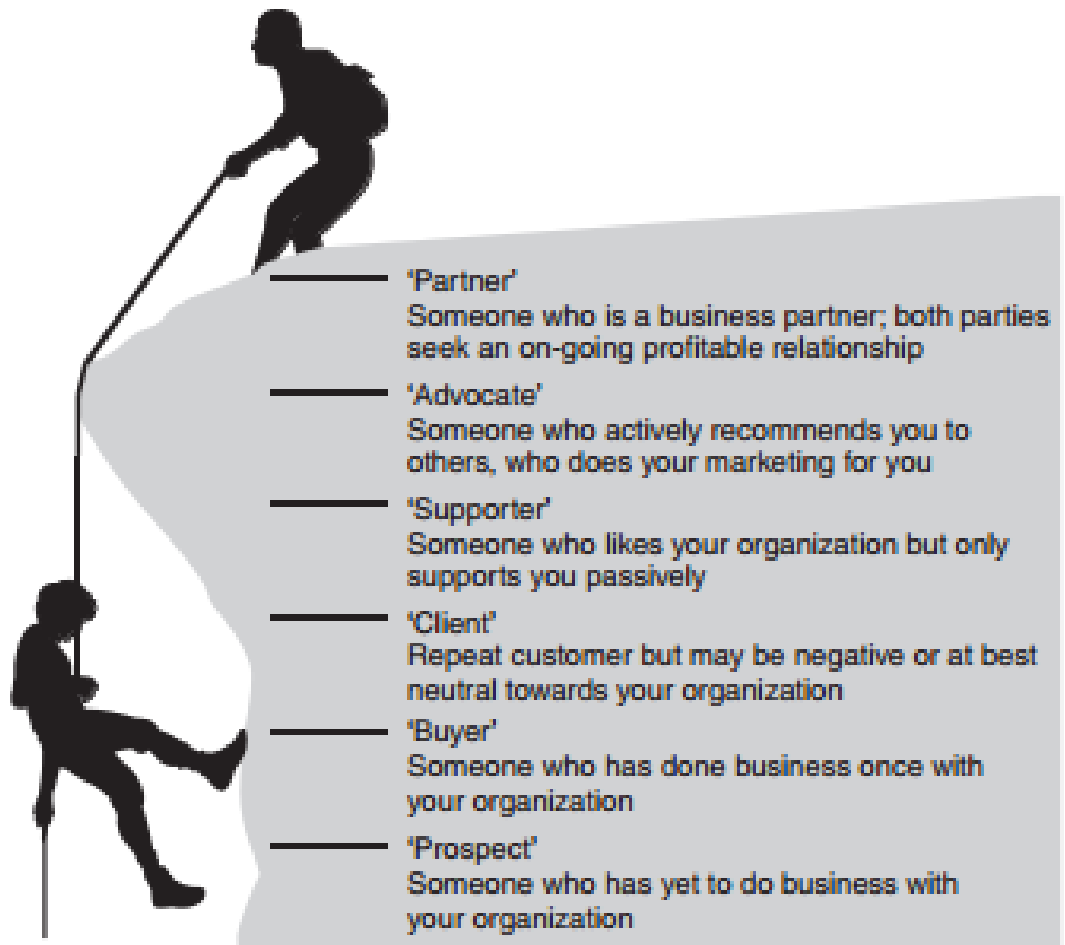 ‘Partner’
Someone who is a business partner; both parties
seek an on-going profitable relationship
‘Advocate’
Someone who actively recommends you to
others, who does your marketing for you
‘Supporter’
Someone who likes your organization but only
supports you passively
‘Client’
Repeat customer but may be negative or at best
neutral towards your organization
‘Buyer’
Someone who has done business once with
your organization
‘Prospect’
Someone who has yet to do business with
your organization